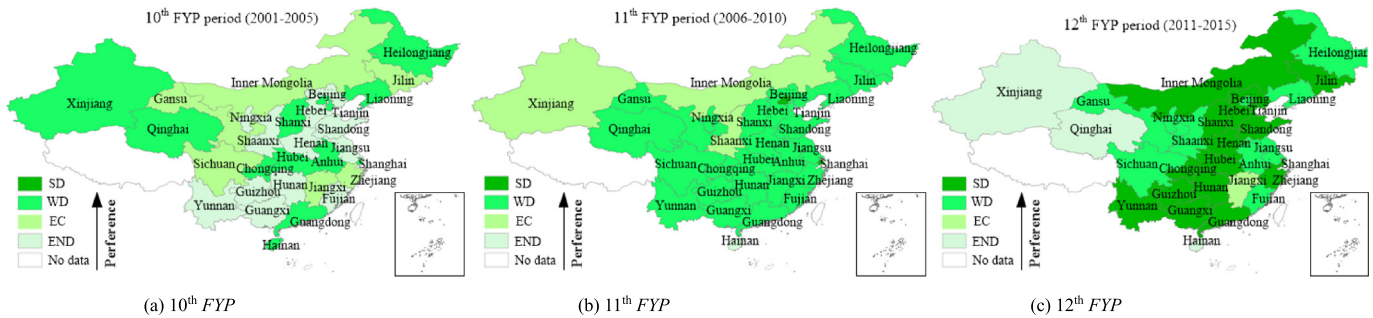 10th FYP period (2001-2005)
Heilongjiang
Inner Mongolia
Jilin
Xinjiang
Gansu
Beijing
Liaoning
Hebei
Tianjin
Ningxia
Shanxi
Qinghai
Shandong
Shaanxi
Henan
Jiangsu
Sichuan
Hubei
Anhui
Chongqing
Shanghai
Hunan
Zhejiang
Guizhou
Jiangxi
Fujian
Yunnan
Guangxi
Guangdong
Hainan
SD
WD
EC
END
No data
Perference
(a) 10th FYP
11th FYP period (2006-2010)
Heilongjiang
Inner Mongolia
Jilin
Xinjiang
Gansu
Beijing
Liaoning
Hebei
Tianjin
Ningxia
Shanxi
Qinghai
Shandong
Shaanxi
Henan
Jiangsu
Sichuan
Hubei
Anhui
Chongqing
Shanghai
Hunan
Jiangxi
Zhejiang
Guizhou
Fujian
Yunnan
Guangxi
Guangdong
Hainan
SD
WD
EC
END
No data
Perference
(b) 11th FYP
12th FYP period (2011-2015)
Heilongjian
Inner Mongolia
Jilin
Xinjiang
Gansu
Beijing
Liaoning
Hebei
Tianjin
Ningxia
Shanxi
Qinghai
Shandong
Shaanxi
Henan
Jiangsu
Sichuan
Hubei
Anhui
Chongqing
Shanghai
Hunan
Jiangxi
Zhejiang
Guizhou
Fujian
Yunnan
Guangxi
Guangdong
Hainan
SD
WD
EC
END
No data
Perference
(c) 12th FYP